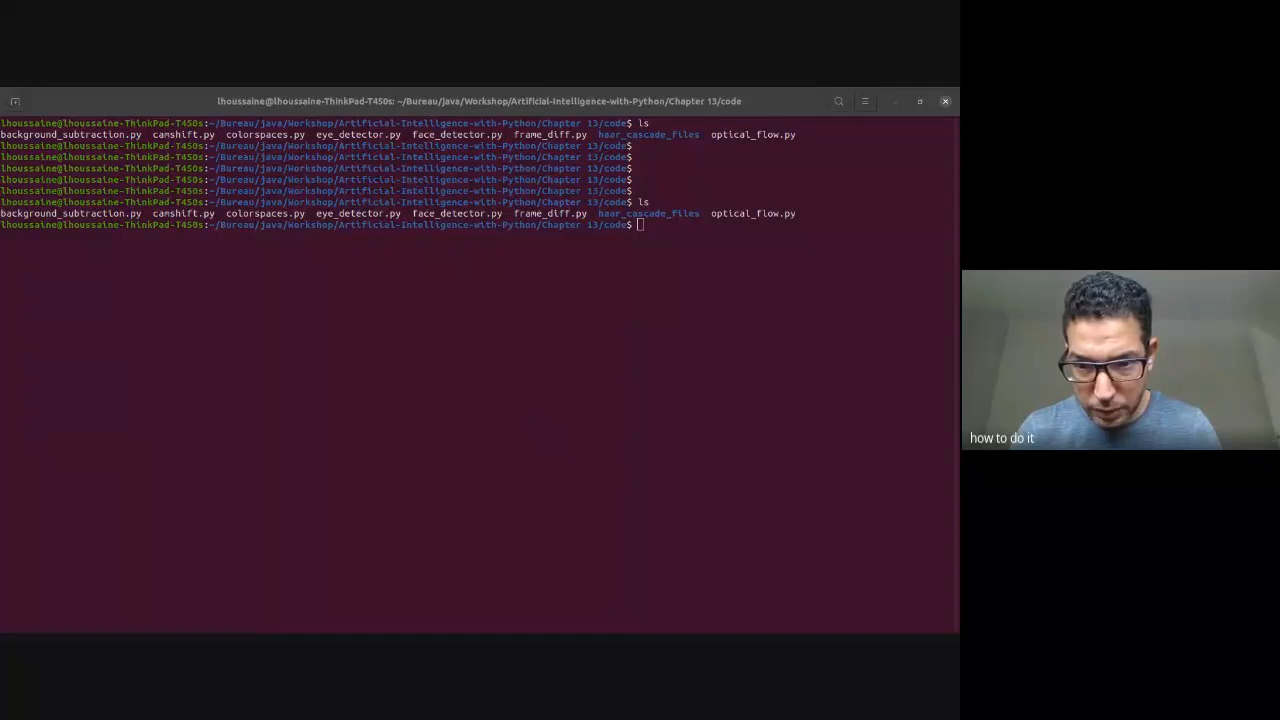 lhoussaine@lhoussaine-ThinkPad-T450s: ~/Bureau/java/Workshop/Artificial-Intelligence-with-Python/Chapter 13/code
lhoussaine@lhoussaine-ThinkPad-T450s:~/Bureau/java/Workshop/Artificial-Intelligence-with-Python/Chapter 13/code$ ls
background_subtraction.py camshift.py colorspaces.py eye_detector.py face_detector.py frame_diff.py haar_cascade_files optical_flow.py
lhoussaine@lhoussaine-ThinkPad-T450s:~/Bureau/java/Workshop/Artificial-Intelligence-with-Python/Chapter 13/code$
lhoussaine@lhoussaine-ThinkPad-T450s:~/Bureau/java/Workshop/Artificial-Intelligence-with-Python/Chapter 13/code$
lhoussaine@lhoussaine-ThinkPad-T450s:~/Bureau/java/Workshop/Artificial-Intelligence-with-Python/Chapter 13/code$
lhoussaine@lhoussaine-ThinkPad-T450s:~/Bureau/java/Workshop/Artificial-Intelligence-with-Python/Chapter 13/code$
lhoussaine@lhoussaine-ThinkPad-T450s:~/Bureau/java/Workshop/Artificial-Intelligence-with-Python/Chapter 13/code$
lhoussaine@lhoussaine-ThinkPad-T450s:~/Bureau/java/Workshop/Artificial-Intelligence-with-Python/Chapter 13/code$ ls
background_subtraction.py camshift.py colorspaces.py eye_detector.py face_detector.py frame_diff.py haar_cascade_files optical_flow.py
lhoussaine@lhoussaine-ThinkPad-T450s:~/Bureau/java/Workshop/Artificial-Intelligence-with-Python/Chapter 13/code$
how to do it